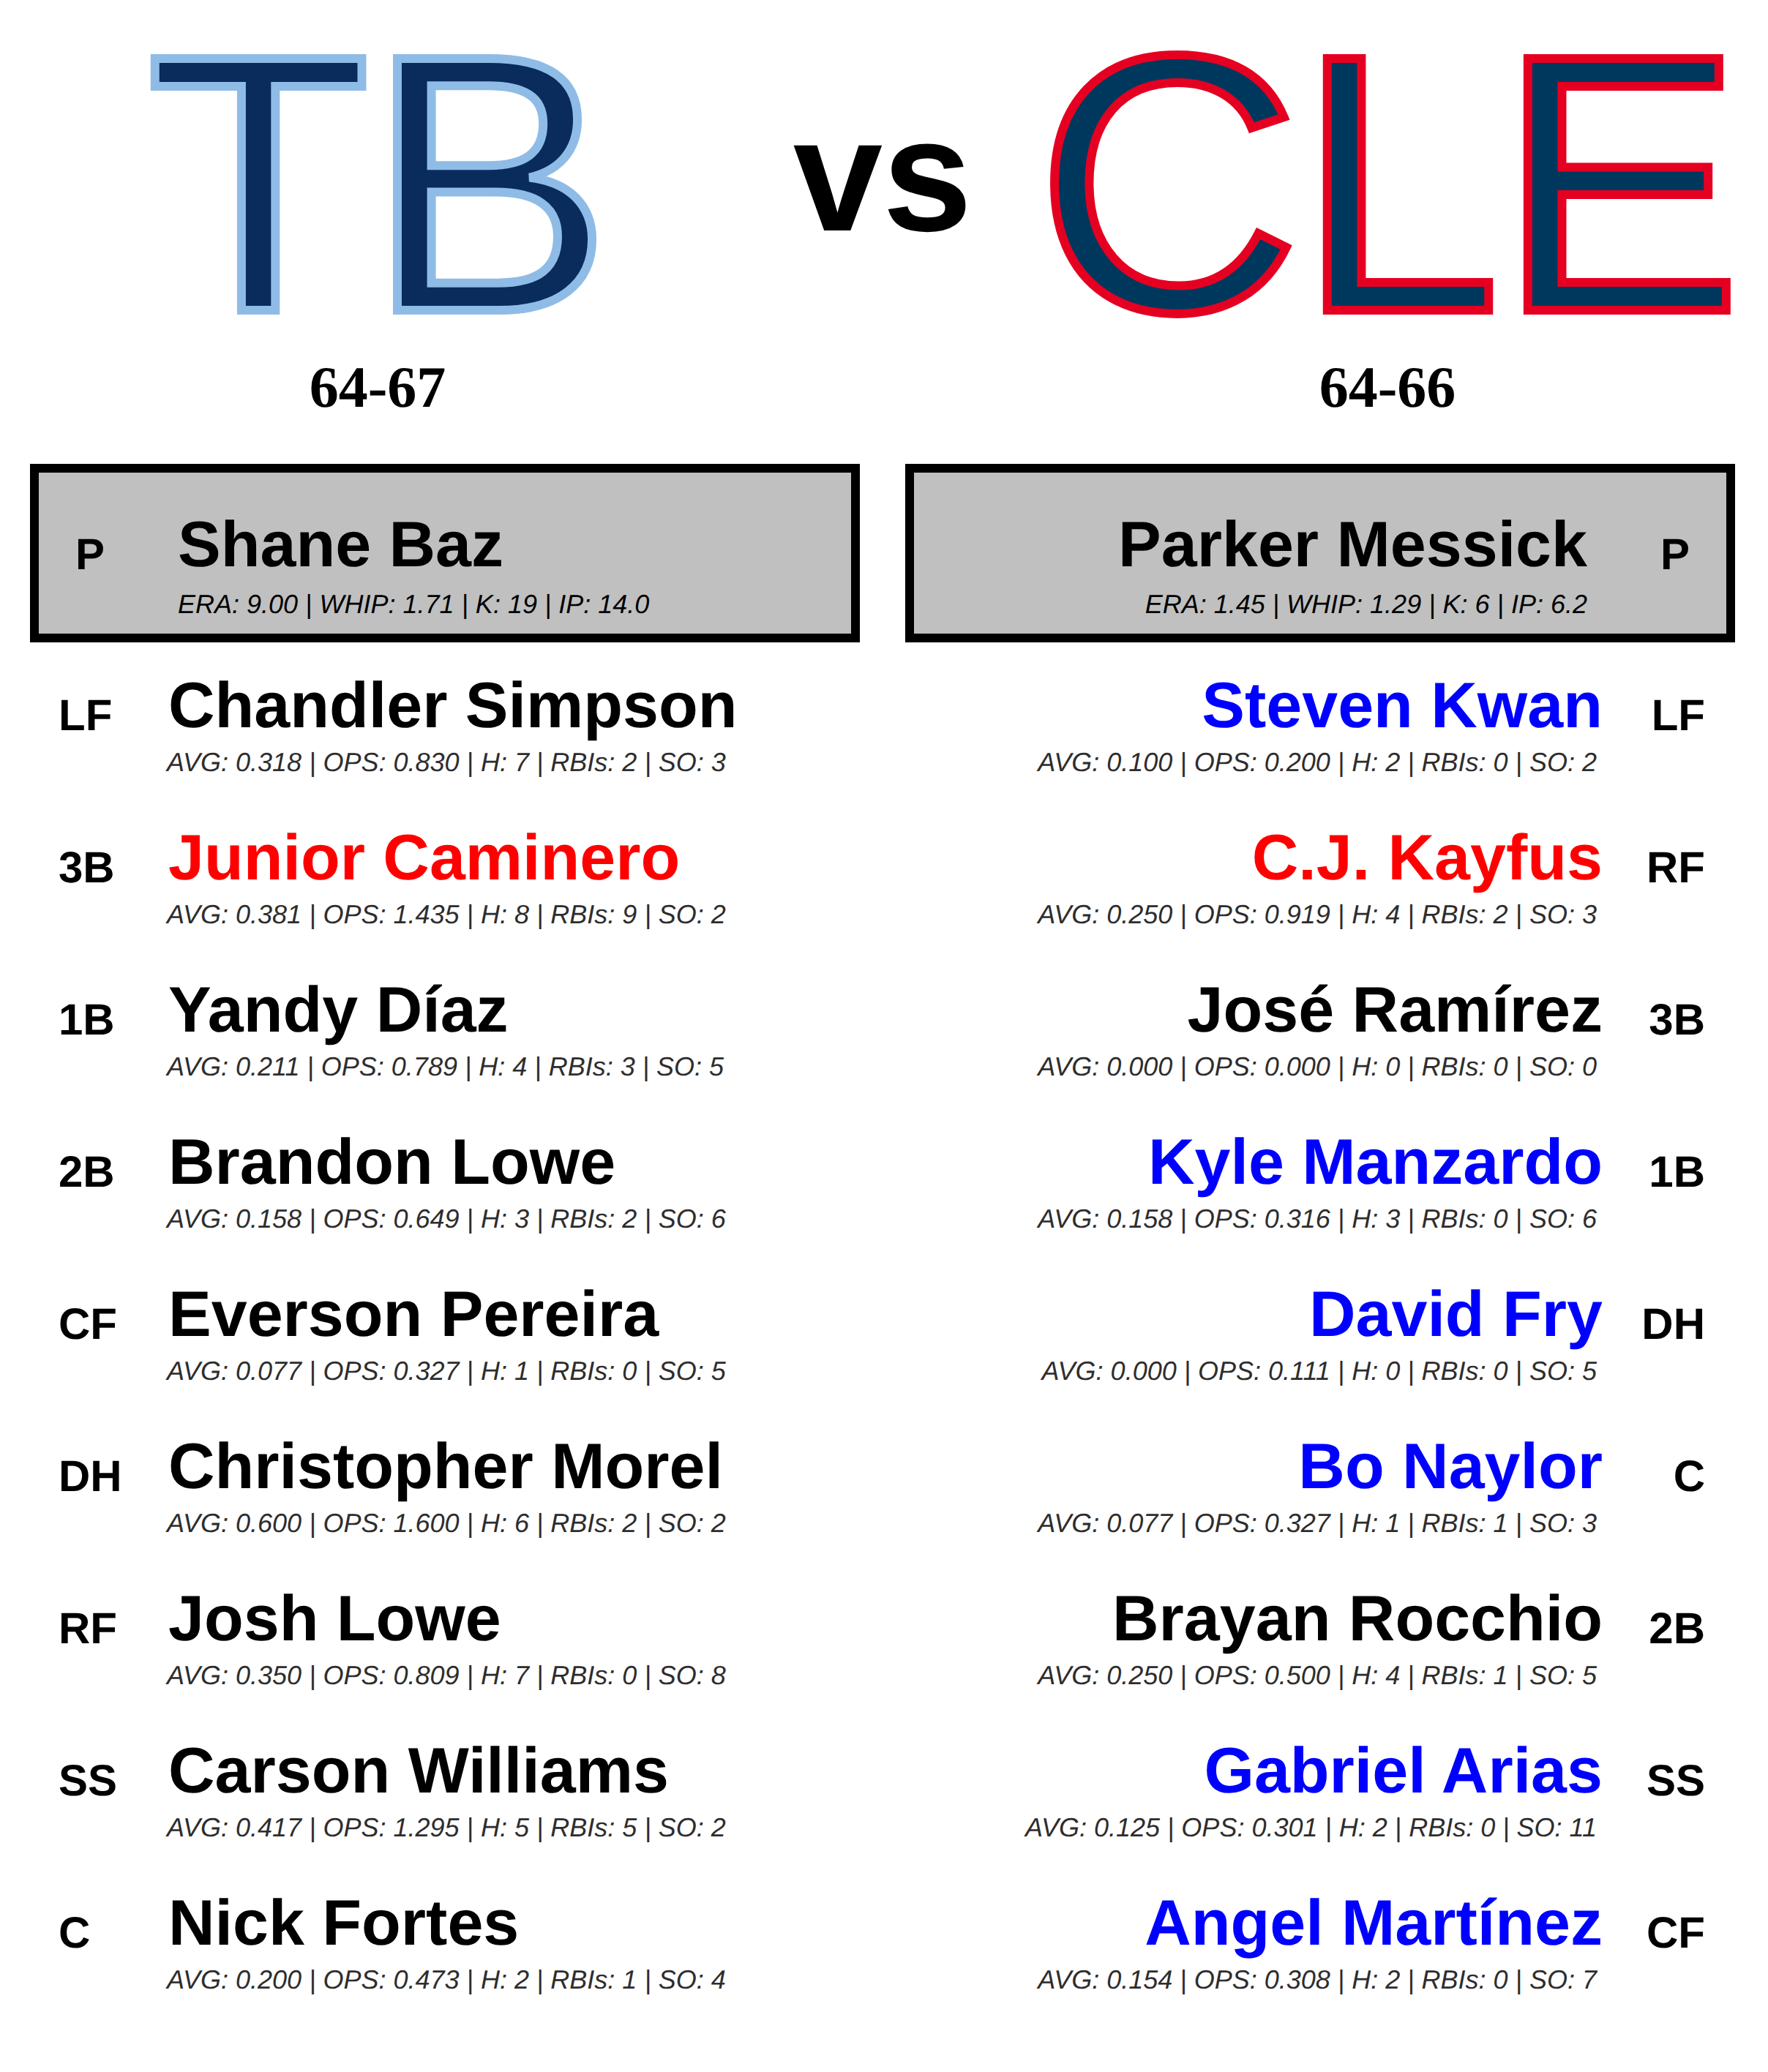 TB vs CLE
64-67 64-66
P Shane Baz
ERA: 9.00 | WHIP: 1.71 | K: 19 | IP: 14.0
Parker Messick P
ERA: 1.45 | WHIP: 1.29 | K: 6 | IP: 6.2
LF Chandler Simpson
AVG: 0.318 | OPS: 0.830 | H: 7 | RBIs: 2 | SO: 3
3B Junior Caminero
AVG: 0.381 | OPS: 1.435 | H: 8 | RBIs: 9 | SO: 2
1B Yandy Díaz
AVG: 0.211 | OPS: 0.789 | H: 4 | RBIs: 3 | SO: 5
2B Brandon Lowe
AVG: 0.158 | OPS: 0.649 | H: 3 | RBIs: 2 | SO: 6
CF Everson Pereira
AVG: 0.077 | OPS: 0.327 | H: 1 | RBIs: 0 | SO: 5
DH Christopher Morel
AVG: 0.600 | OPS: 1.600 | H: 6 | RBIs: 2 | SO: 2
RF Josh Lowe
AVG: 0.350 | OPS: 0.809 | H: 7 | RBIs: 0 | SO: 8
SS Carson Williams
AVG: 0.417 | OPS: 1.295 | H: 5 | RBIs: 5 | SO: 2
C Nick Fortes
AVG: 0.200 | OPS: 0.473 | H: 2 | RBIs: 1 | SO: 4
Steven Kwan LF
AVG: 0.100 | OPS: 0.200 | H: 2 | RBIs: 0 | SO: 2
C.J. Kayfus RF
AVG: 0.250 | OPS: 0.919 | H: 4 | RBIs: 2 | SO: 3
José Ramírez 3B
AVG: 0.000 | OPS: 0.000 | H: 0 | RBIs: 0 | SO: 0
Kyle Manzardo 1B
AVG: 0.158 | OPS: 0.316 | H: 3 | RBIs: 0 | SO: 6
David Fry DH
AVG: 0.000 | OPS: 0.111 | H: 0 | RBIs: 0 | SO: 5
Bo Naylor C
AVG: 0.077 | OPS: 0.327 | H: 1 | RBIs: 1 | SO: 3
Brayan Rocchio 2B
AVG: 0.250 | OPS: 0.500 | H: 4 | RBIs: 1 | SO: 5
Gabriel Arias SS
AVG: 0.125 | OPS: 0.301 | H: 2 | RBIs: 0 | SO: 11
Angel Martínez CF
AVG: 0.154 | OPS: 0.308 | H: 2 | RBIs: 0 | SO: 7